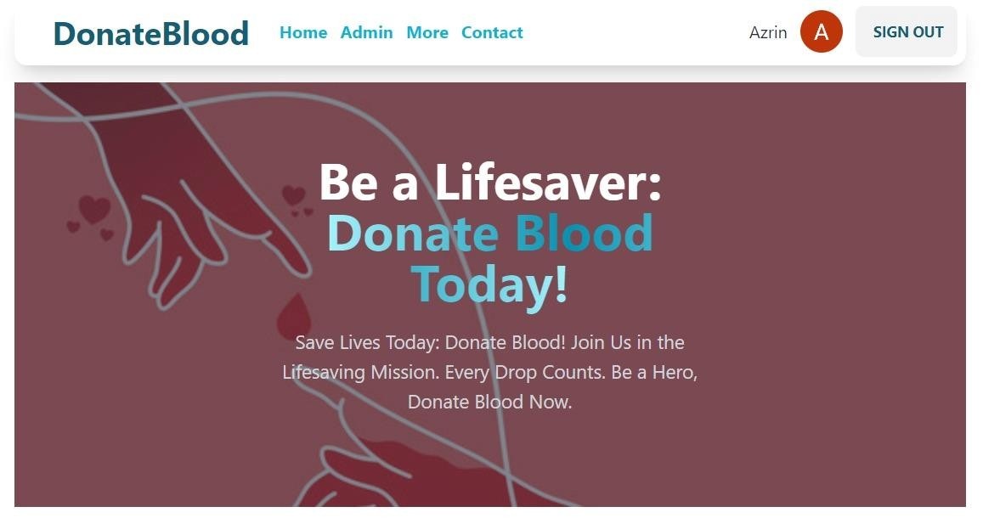 DonateBlood
Home Admin More Contact
Azrin
A
SIGN OUT
Be a Lifesaver:
Donate Blood
Today!
Save Lives Today: Donate Blood! Join Us in the
Lifesaving Mission. Every Drop Counts. Be a Hero,
Donate Blood Now.